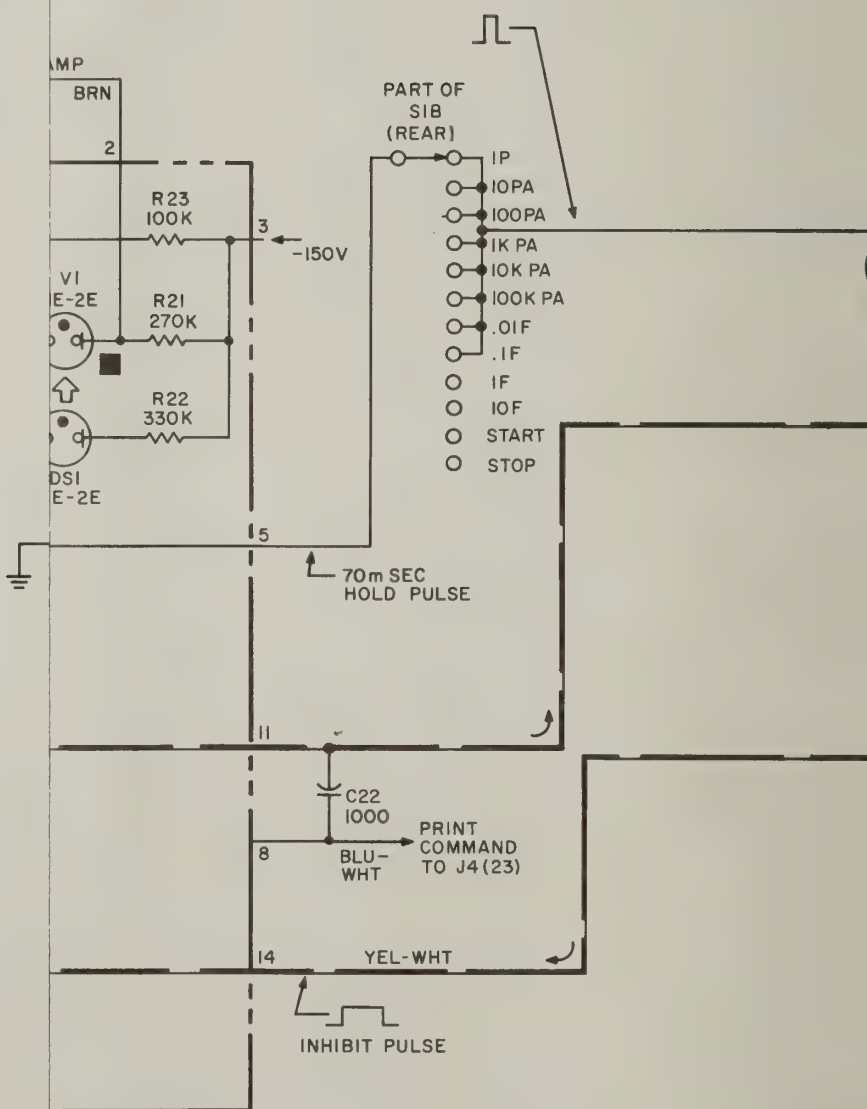 AMP
BRN
2
R23
100K
3
-150V
V1
IE-2E
R21
270K
R22
330K
DS1
E-2E
5
70m SEC
HOLD PULSE
PART OF
S1B
(REAR)
1P
10PA
100PA
1K PA
10K PA
100K PA
.01F
.1F
1F
10F
START
STOP
11
C22
1000
8
BLU-
WHT
PRINT
COMMAND
TO J4(23)
14
YEL-WHT
INHIBIT PULSE